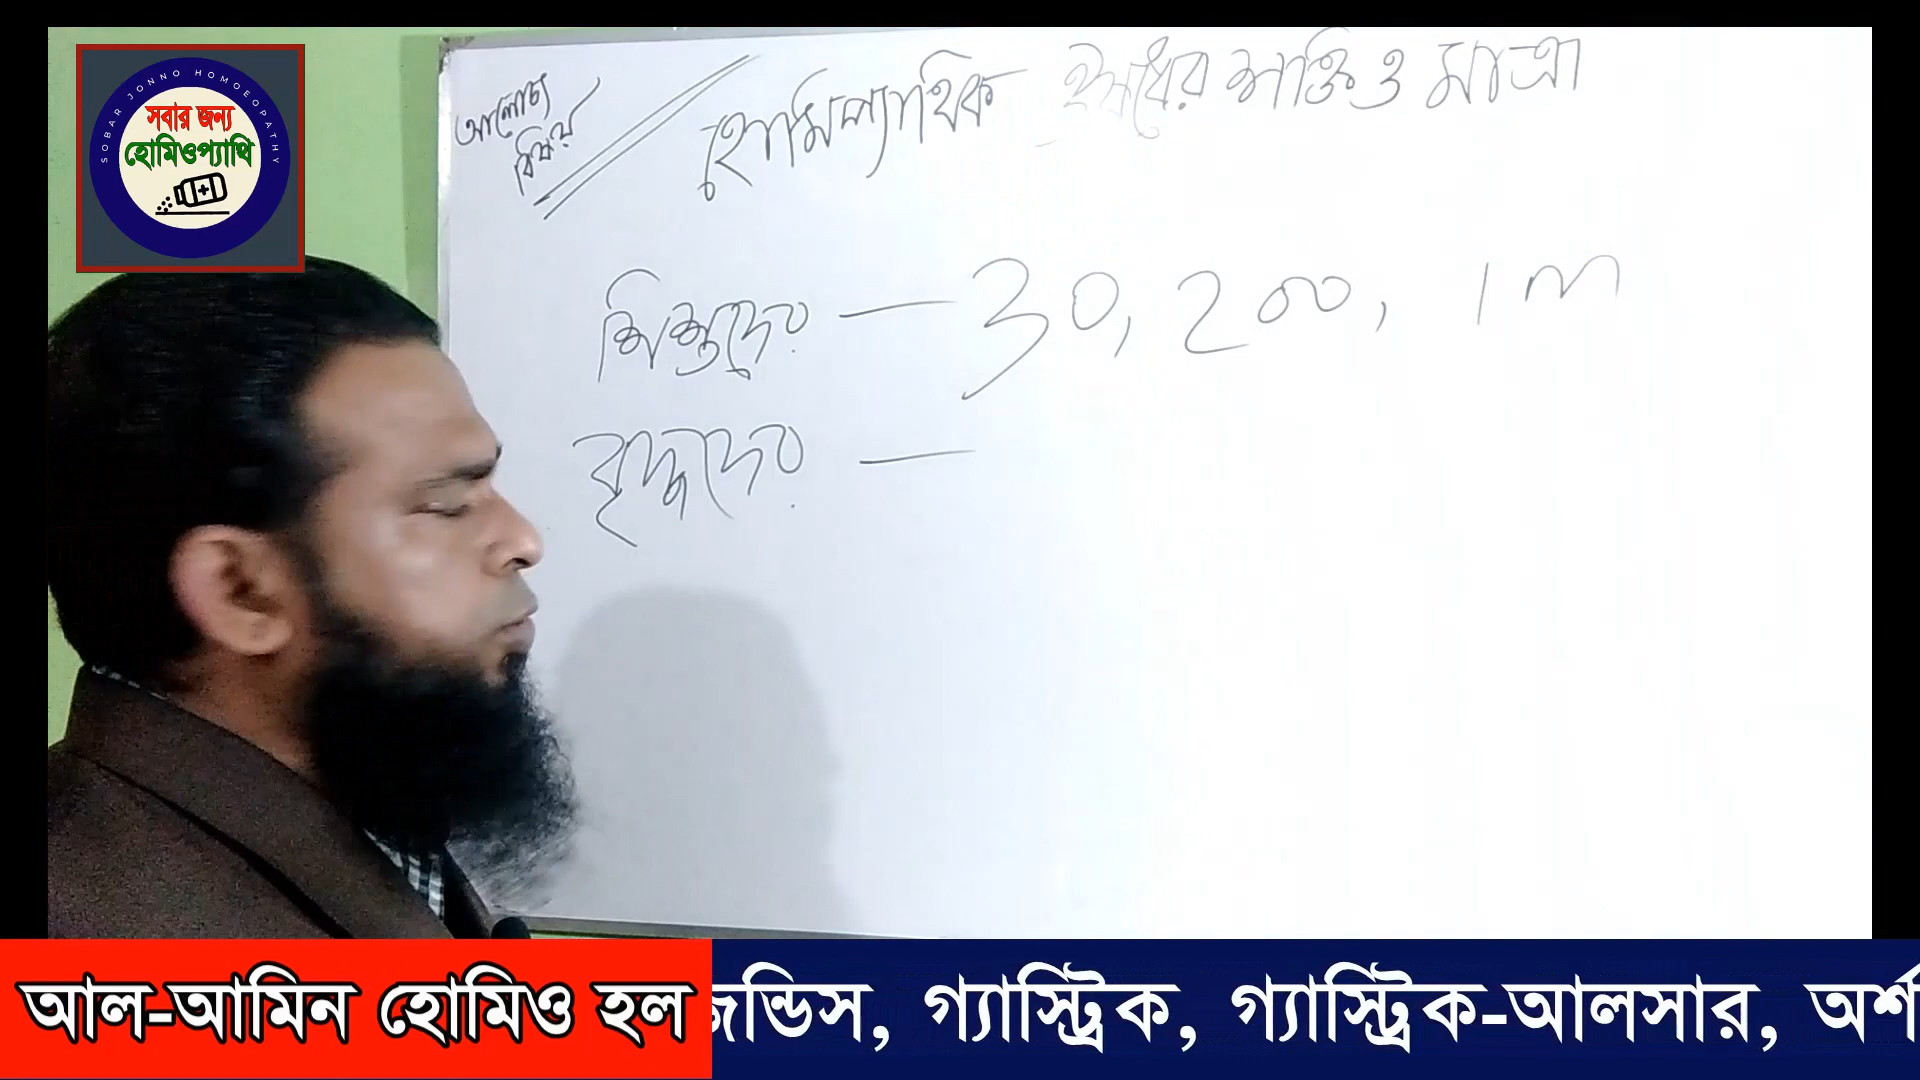 SOBAR JONNO HOMOEOPATHY
সবার জন্য
হোমিওপ্যাথি
আলোচ্য
বিষয়
হোমিপ্যাথিক ঔষধের শক্তি ও মাত্রা
শিশুদের — 30, 200, 1m
বৃদ্ধদের —
আল-আমিন হোমিও হল
জন্ডিস, গ্যাস্ট্রিক, গ্যাস্ট্রিক-আলসার, অর্শ